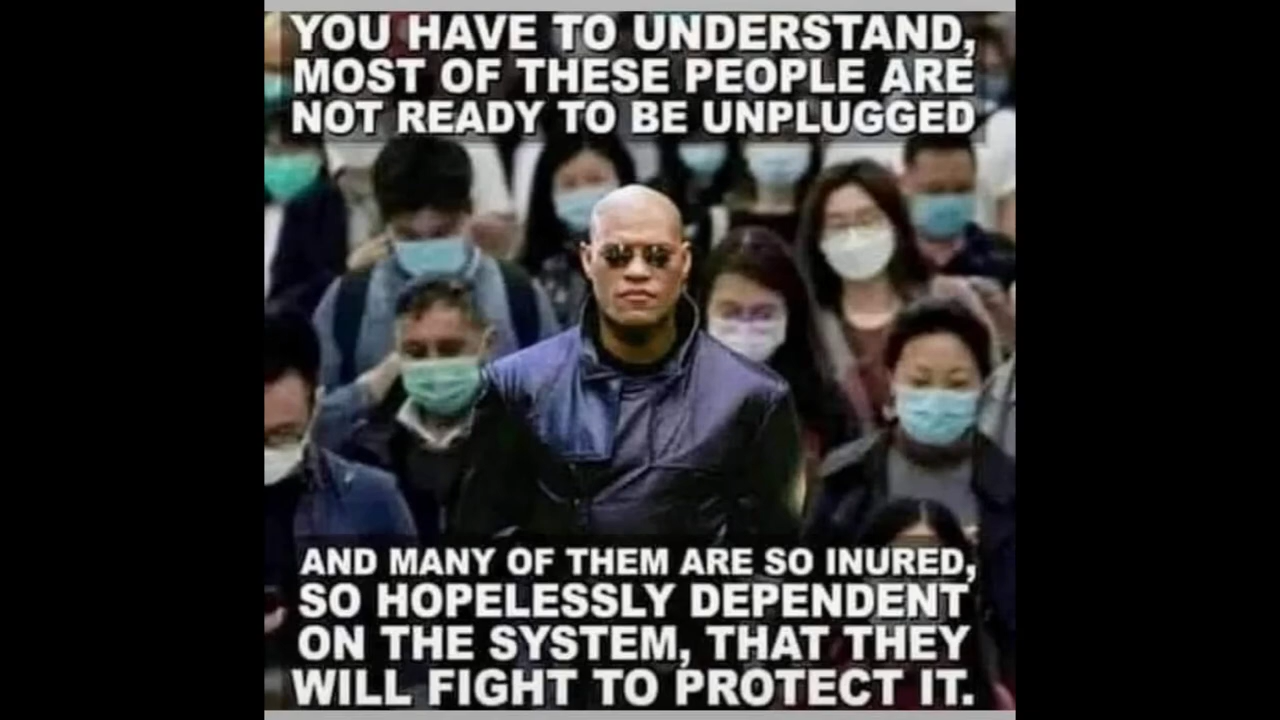 YOU HAVE TO UNDERSTAND,
MOST OF THESE PEOPLE ARE
NOT READY TO BE UNPLUGGED
AND MANY OF THEM ARE SO INURED,
SO HOPELESSLY DEPENDENT
ON THE SYSTEM, THAT THEY
WILL FIGHT TO PROTECT IT.